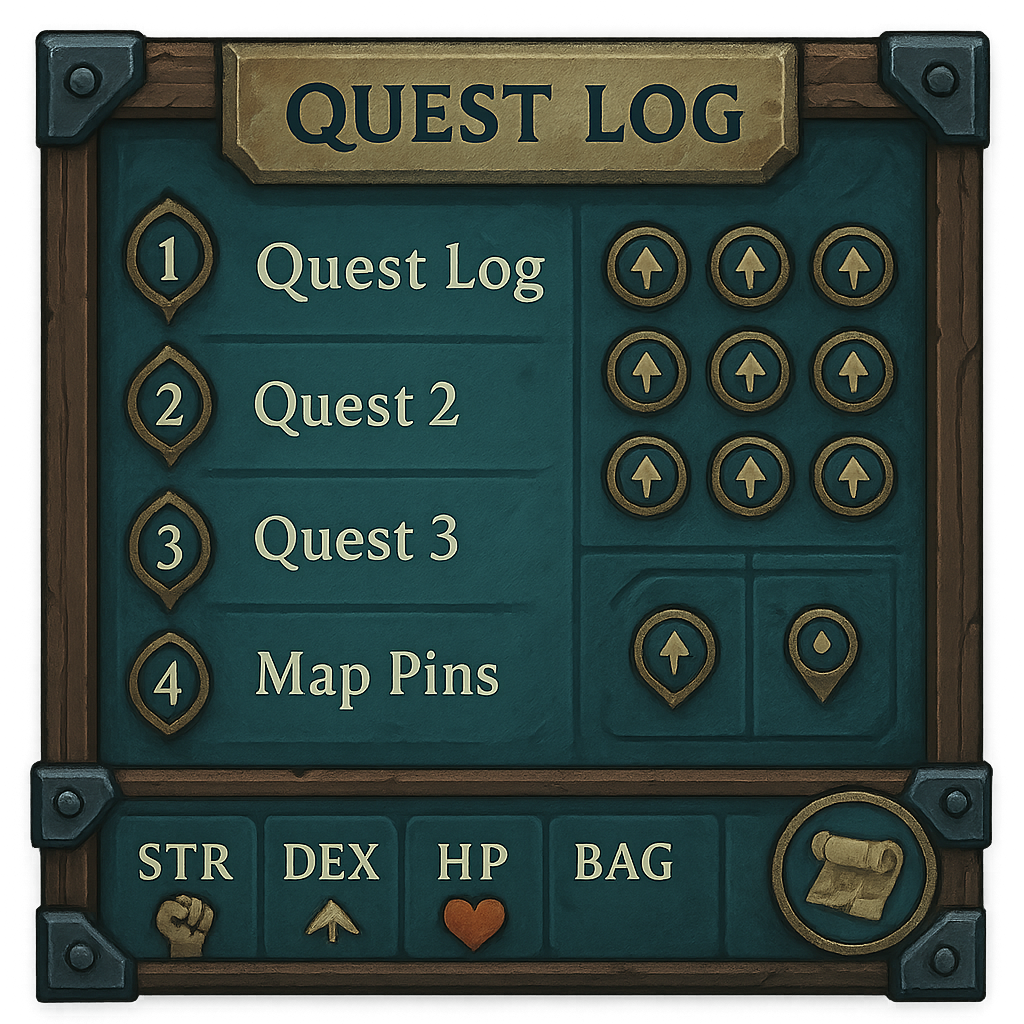 QUEST LOG
1 Quest Log
2 Quest 2
3 Quest 3
4 Map Pins
STR DEX HP BAG